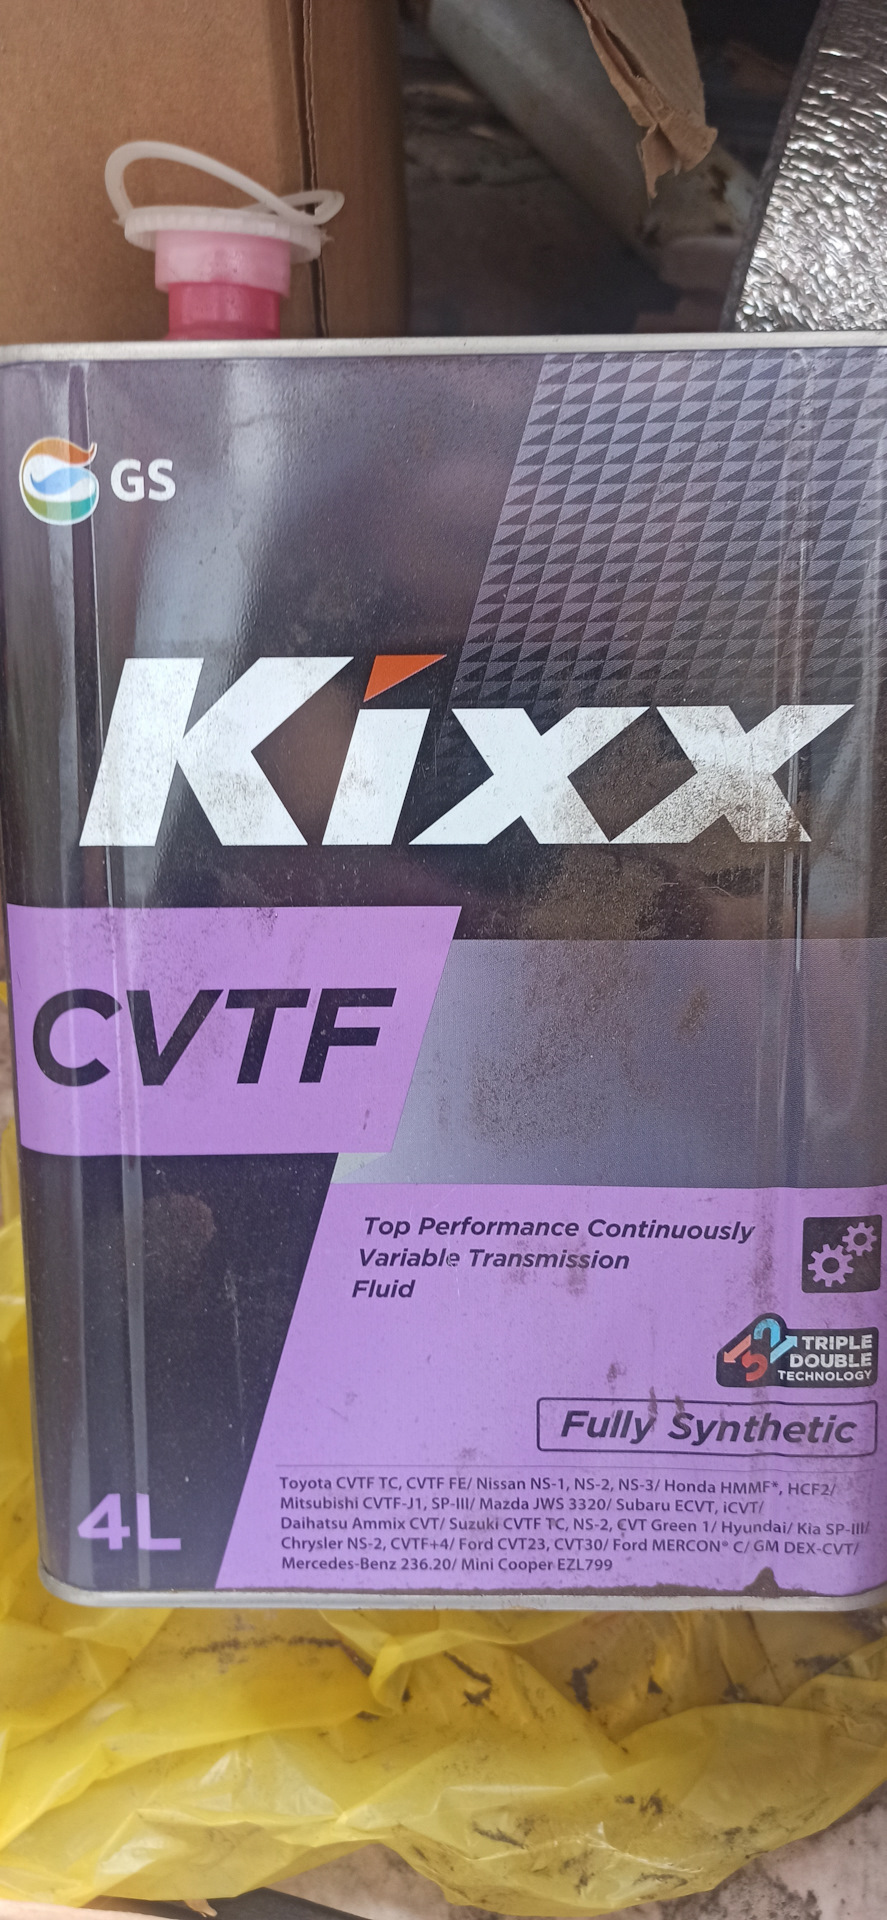 GS
Kixx
CVTF
Top Performance Continuously
Variable Transmission
Fluid
TRIPLE
DOUBLE
TECHNOLOGY
Fully Synthetic
4L
Toyota CVTF TC, CVTF FE/ Nissan NS-1, NS-2, NS-3/ Honda HMMF*, HCF2/
Mitsubishi CVTF-J1, SP-III/ Mazda JWS 3320/ Subaru ECVT, iCVT/
Daihatsu Ammix CVT/ Suzuki CVTF TC, NS-2, CVT Green 1/ Hyundai/ Kia SP-III/
Chrysler NS-2, CVTF+4/ Ford CVT23, CVT30/ Ford MERCON® C/ GM DEX-CVT/
Mercedes-Benz 236.20/ Mini Cooper EZL799